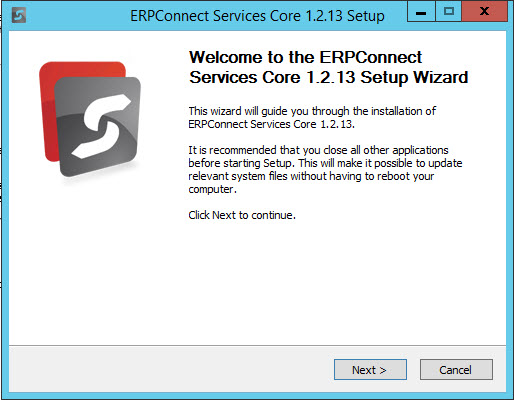 ERPConnect Services Core 1.2.13 Setup
Welcome to the ERPConnect
Services Core 1.2.13 Setup Wizard
This wizard will guide you through the installation of
ERPConnect Services Core 1.2.13.
It is recommended that you close all other applications
before starting Setup. This will make it possible to update
relevant system files without having to reboot your
computer.
Click Next to continue.
Next >
Cancel